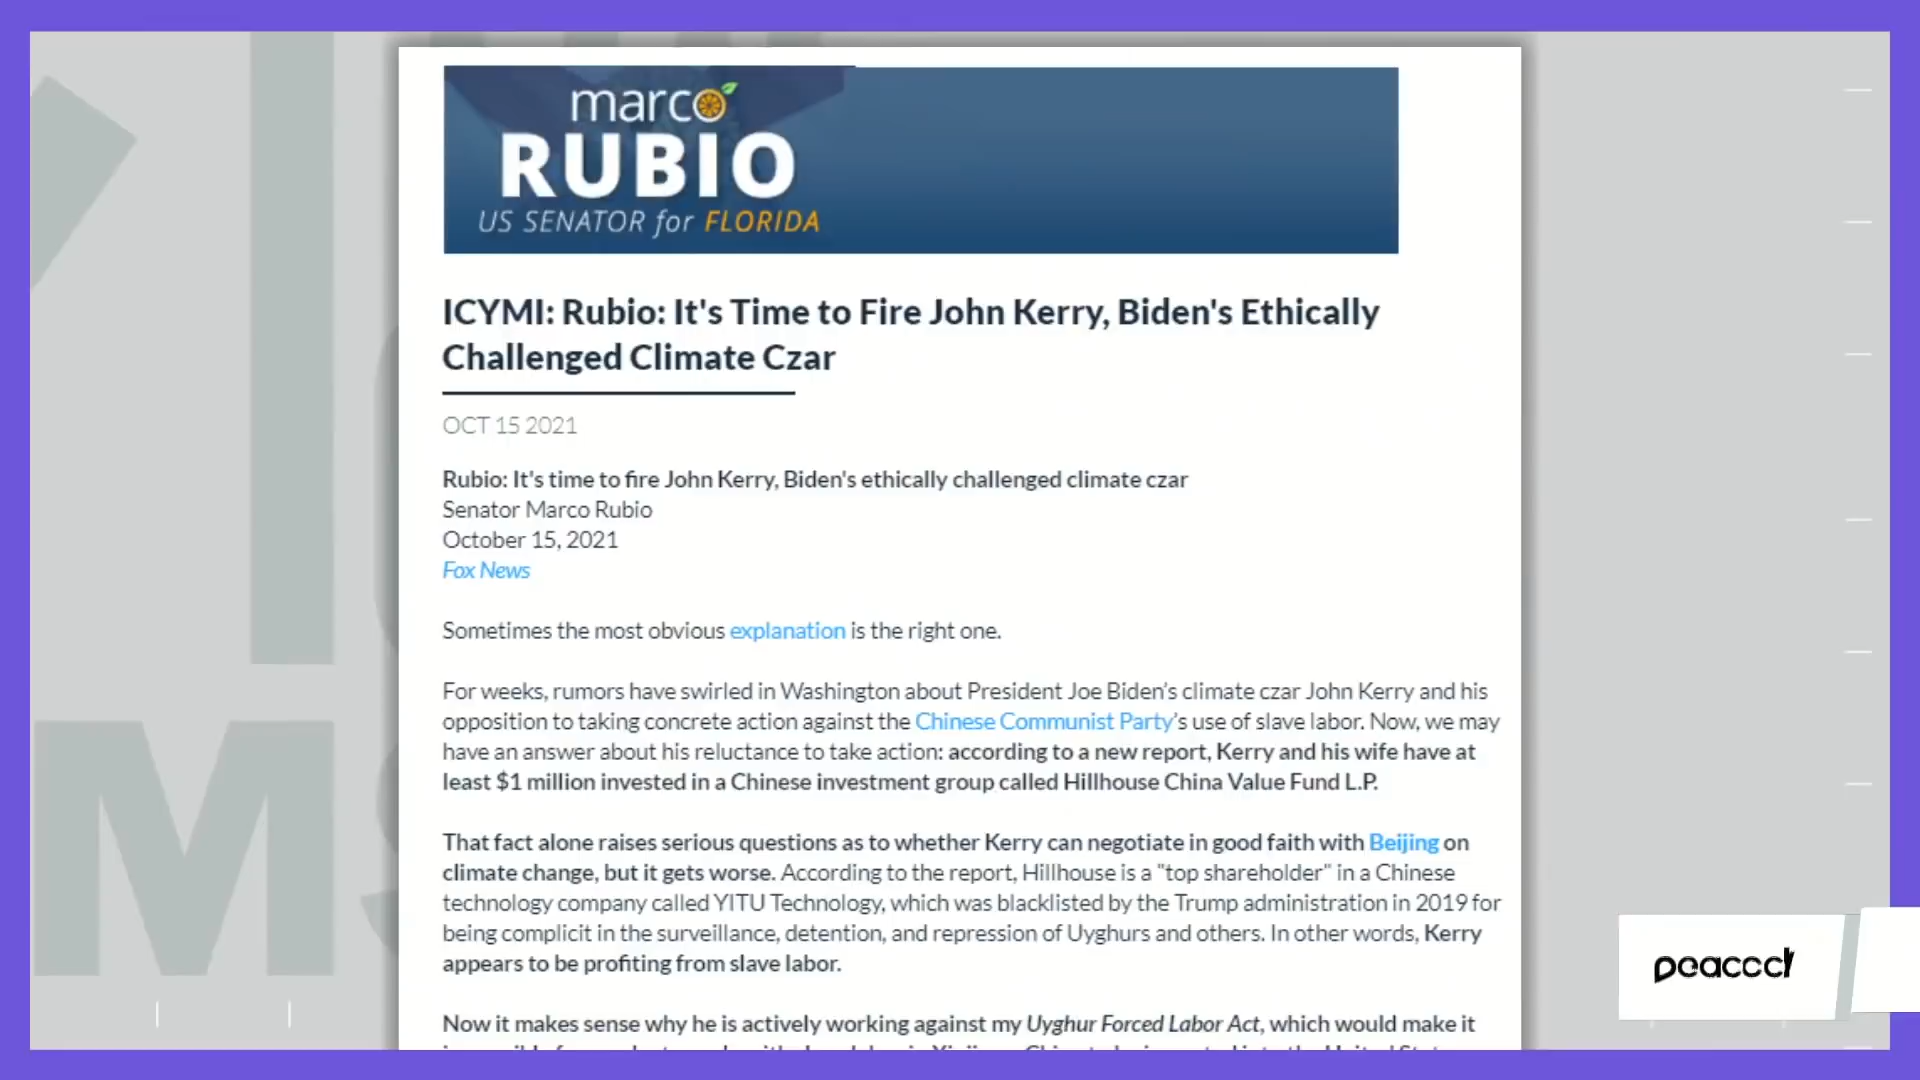 marco
RUBIO
US SENATOR for FLORIDA
ICYMI: Rubio: It's Time to Fire John Kerry, Biden's Ethically
Challenged Climate Czar
OCT 15 2021
Rubio: It's time to fire John Kerry, Biden's ethically challenged climate czar
Senator Marco Rubio
October 15, 2021
Fox News
Sometimes the most obvious explanation is the right one.
For weeks, rumors have swirled in Washington about President Joe Biden's climate czar John Kerry and his
opposition to taking concrete action against the Chinese Communist Party's use of slave labor. Now, we may
have an answer about his reluctance to take action: according to a new report, Kerry and his wife have at
least $1 million invested in a Chinese investment group called Hillhouse China Value Fund L.P.
That fact alone raises serious questions as to whether Kerry can negotiate in good faith with Beijing on
climate change, but it gets worse. According to the report, Hillhouse is a "top shareholder" in a Chinese
technology company called YITU Technology, which was blacklisted by the Trump administration in 2019 for
being complicit in the surveillance, detention, and repression of Uyghurs and others. In other words, Kerry
appears to be profiting from slave labor.
Now it makes sense why he is actively working against my Uyghur Forced Labor Act, which would make it